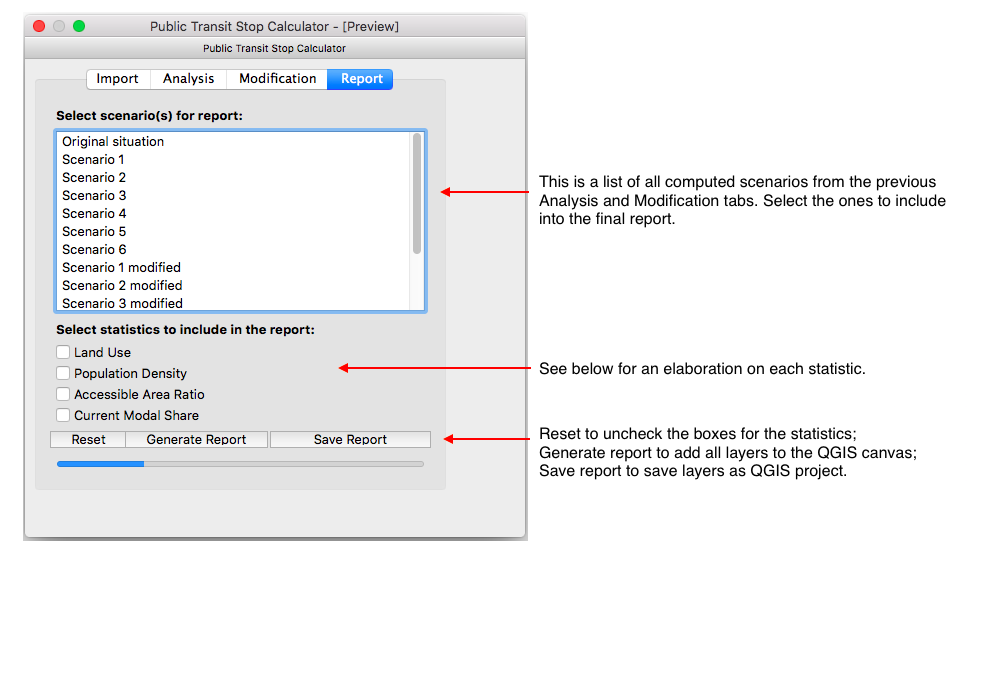 Public Transit Stop Calculator - [Preview]
Public Transit Stop Calculator
Import Analysis Modification Report
Select scenario(s) for report:
Original situation
Scenario 1
Scenario 2
Scenario 3
Scenario 4
Scenario 5
Scenario 6
Scenario 1 modified
Scenario 2 modified
Scenario 3 modified
This is a list of all computed scenarios from the previous
Analysis and Modification tabs. Select the ones to include
into the final report.
Select statistics to include in the report:
Land Use
Population Density
Accessible Area Ratio
Current Modal Share
See below for an elaboration on each statistic.
Reset Generate Report Save Report
Reset to uncheck the boxes for the statistics;
Generate report to add all layers to the QGIS canvas;
Save report to save layers as QGIS project.